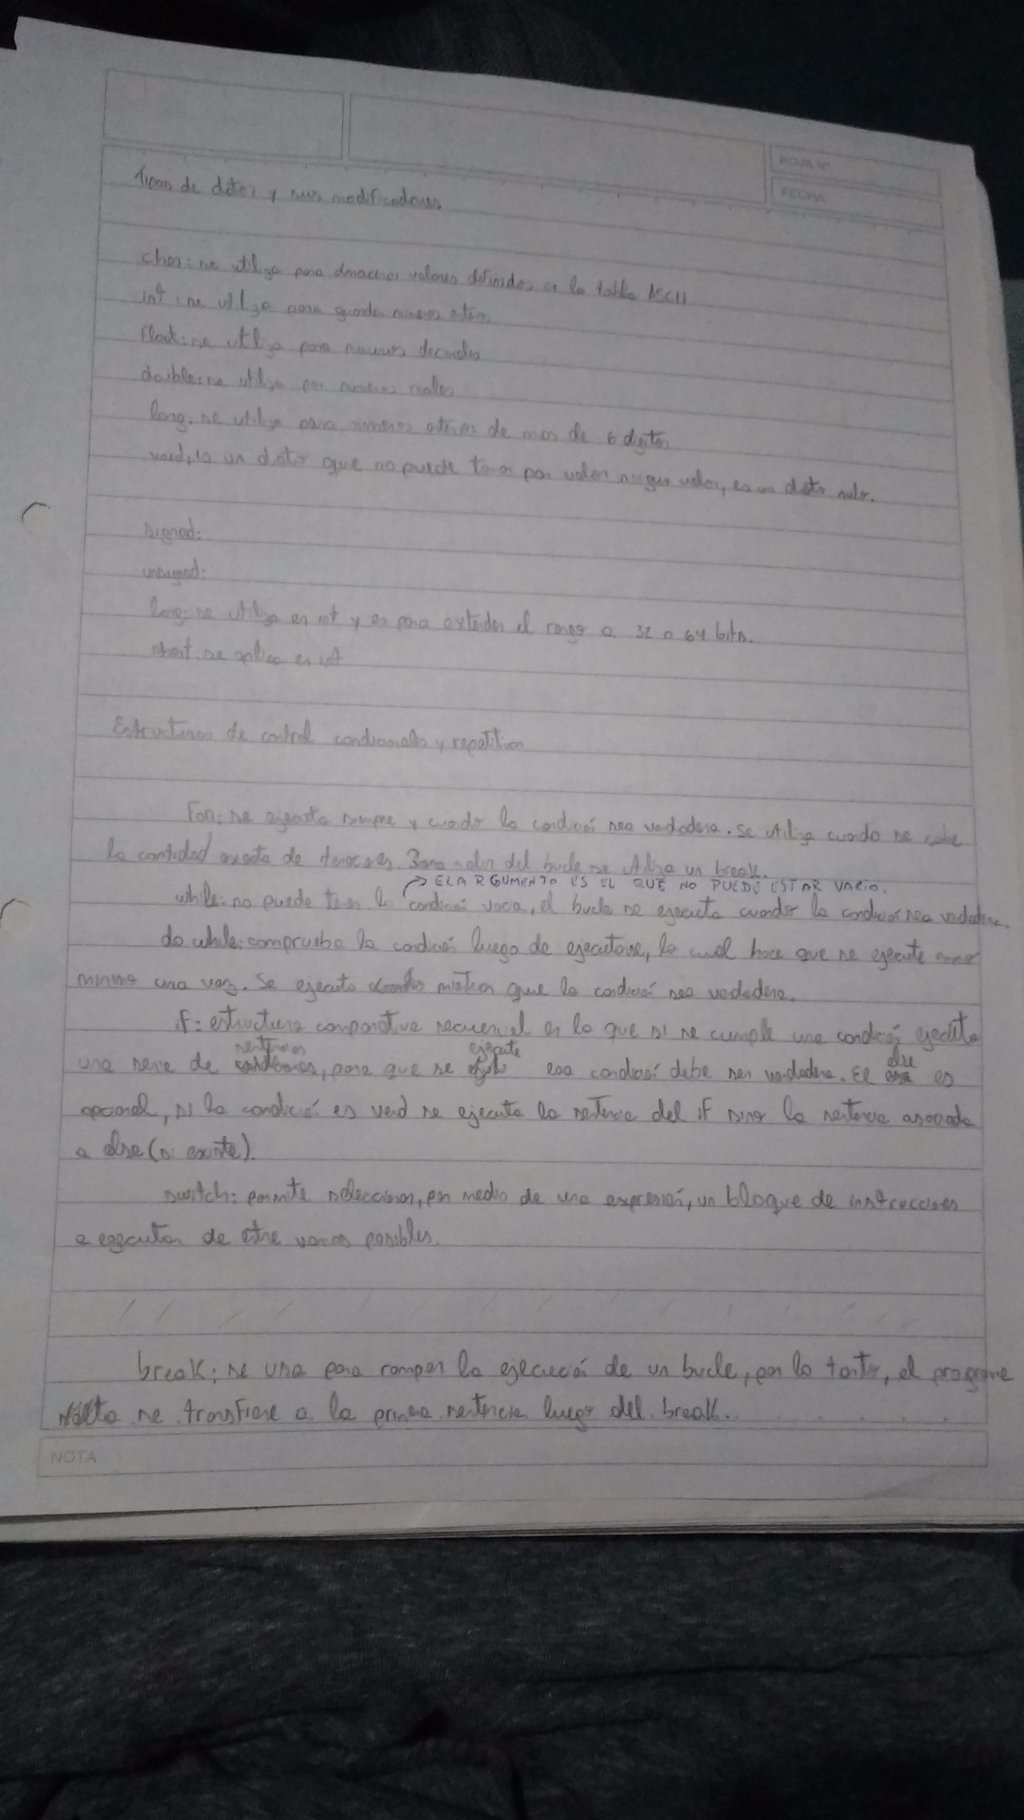 HOJA N°
FECHA
Tipos de datos y sus modificadores.
char: se utiliza para almacenar valores definidos en la tabla ASCII
int: se utiliza para guardar numeros enteros
float: se utiliza para numeros decimales
double: se utiliza para numeros reales
long: se utiliza para numeros enteros de mas de 6 digitos
void: es un dato que no puede tomar por valor ningun valor, es un dato nulo.
signed:
unsigned:
long: se utiliza en int y es para extender el rango a 32 o 64 bits.
short: se aplica en int
Estructuras de control condicionales y repetitivas
For: se ejecuta siempre y cuando la condición sea verdadera. Se utiliza cuando se sabe
la cantidad exacta de iteraciones. Para salir del bucle se utiliza un break.
→ EL ARGUMENTO ES EL QUE NO PUEDE ESTAR VACIO.
while: no puede tener la condición vacia, el bucle se ejecuta cuando la condición sea verdadera.
do while: comprueba la condición luego de ejecutarse, lo cual hace que se ejecute como
minimo una vez. Se ejecuta mientras que la condición sea verdadera.
if: estructura comparativa secuencial en la que si se cumple una condición ejecuta
una serie de sentencias, para que se ejecute esa condición debe ser verdadera. El else es
opcional, si la condición es verd se ejecuta la sentencia del if sino la sentencia asociada
a else (si existe).
switch: permite seleccionar, por medio de una expresión, un bloque de instrucciones
a ejecutar de entre varios posibles.
break: se usa para romper la ejecución de un bucle, por lo tanto, el programa
se transfiere a la primera sentencia luego del break.
NOTA